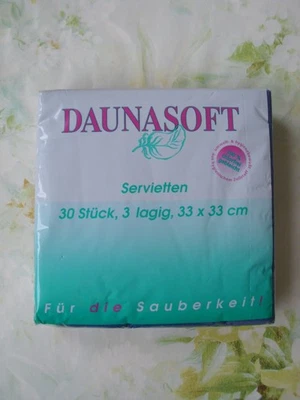 DAUNASOFT
Servietten
30 Stück, 3 lagig, 33 x 33 cm
Für die Sauberkeit!